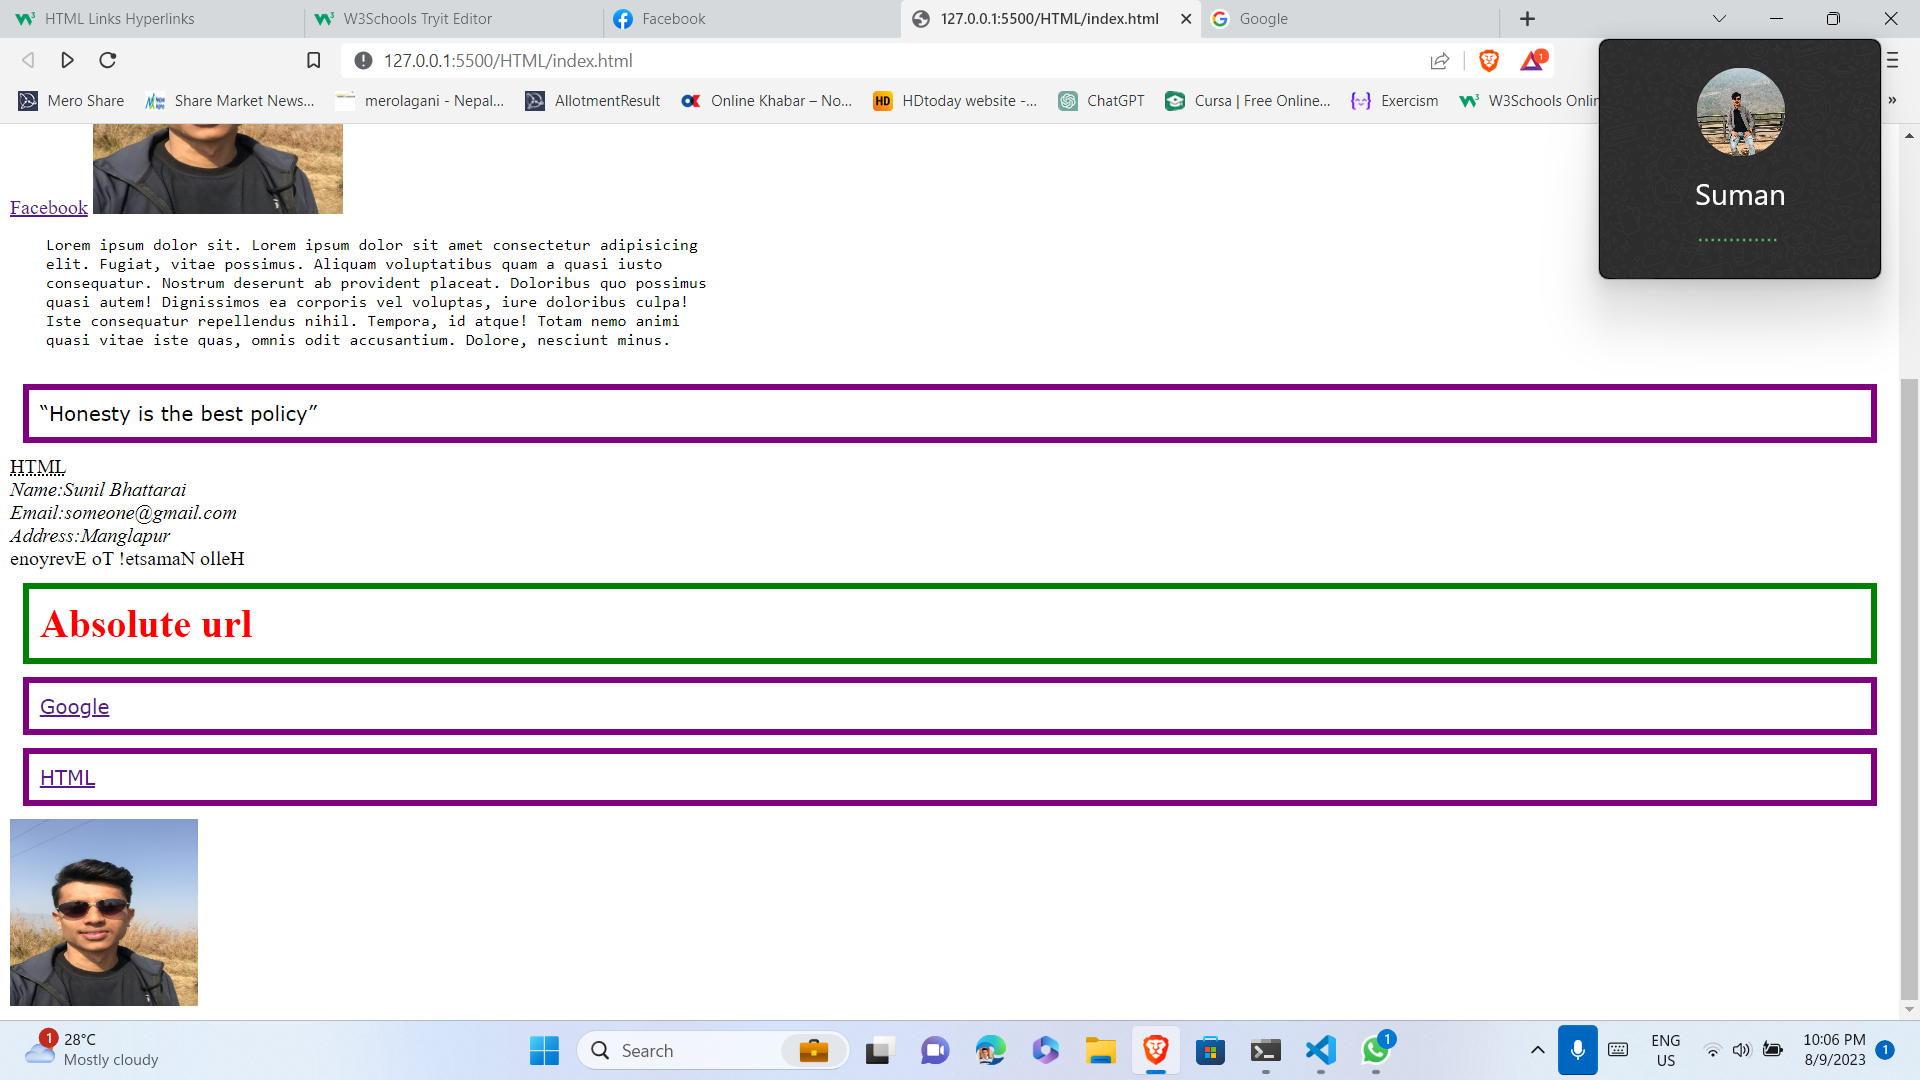 HTML Links Hyperlinks
W3Schools Tryit Editor
Facebook
127.0.0.1:5500/HTML/index.html
Google
127.0.0.1:5500/HTML/index.html
1
Mero Share
Share Market News...
merolagani - Nepal...
AllotmentResult
Online Khabar – No...
HDtoday website -...
ChatGPT
Cursa | Free Online...
Exercism
W3Schools Onlin
»
Suman
Facebook
Lorem ipsum dolor sit. Lorem ipsum dolor sit amet consectetur adipisicing
elit. Fugiat, vitae possimus. Aliquam voluptatibus quam a quasi iusto
consequatur. Nostrum deserunt ab provident placeat. Doloribus quo possimus
quasi autem! Dignissimos ea corporis vel voluptas, iure doloribus culpa!
Iste consequatur repellendus nihil. Tempora, id atque! Totam nemo animi
quasi vitae iste quas, omnis odit accusantium. Dolore, nesciunt minus.
“Honesty is the best policy”
HTML
Name:Sunil Bhattarai
Email:someone@gmail.com
Address:Manglapur
enoyrevE oT !etsamaN olleH
Absolute url
Google
HTML
1
28°C
Mostly cloudy
Search
1
ENG
US
10:06 PM
8/9/2023
1